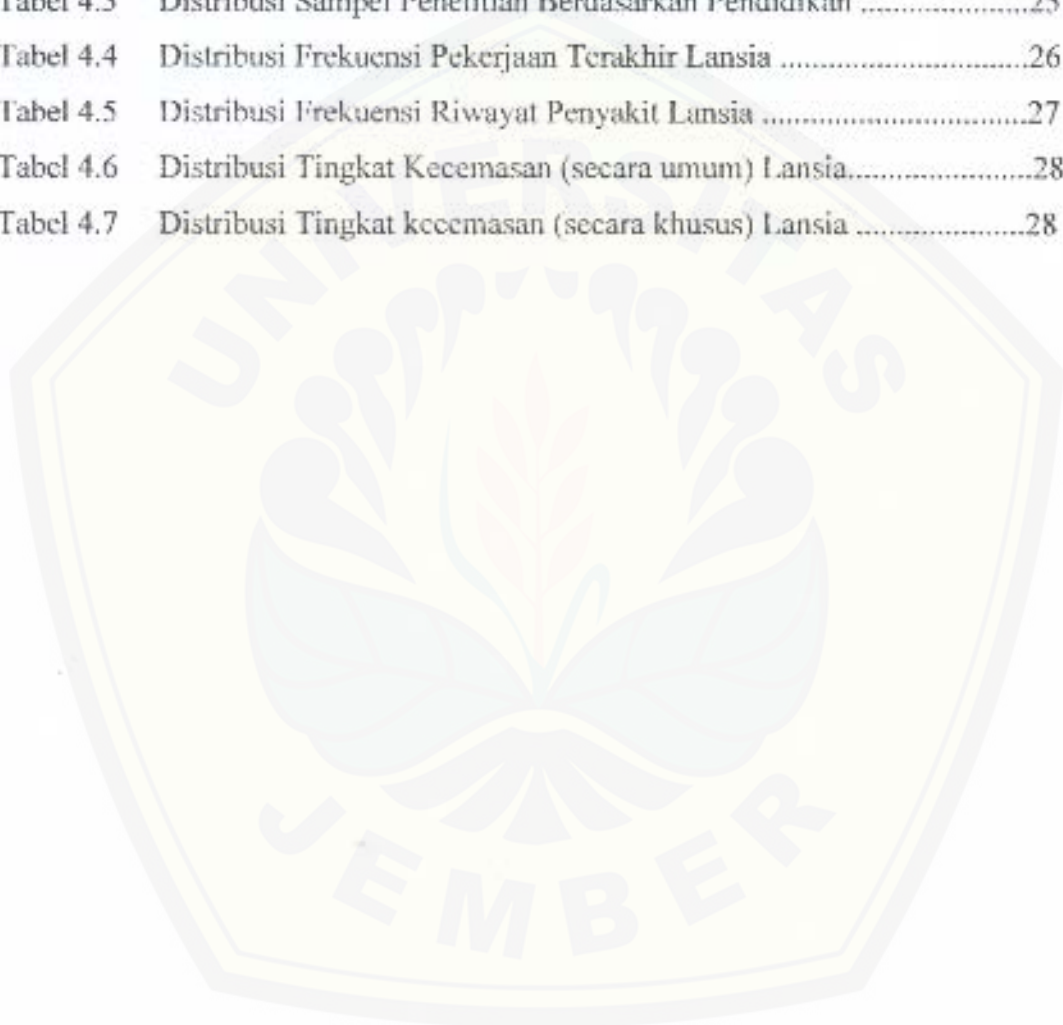 Tabel 4.3 Distribusi Sampel Penelitian Berdasarkan Pendidikan ......................25
Tabel 4.4 Distribusi Frekuensi Pekerjaan Terakhir Lansia ..............................26
Tabel 4.5 Distribusi Frekuensi Riwayat Penyakit Lansia ................................27
Tabel 4.6 Distribusi Tingkat Kecemasan (secara umum) Lansia......................28
Tabel 4.7 Distribusi Tingkat kecemasan (secara khusus) Lansia ....................28
UNIVERSITAS
JEMBER